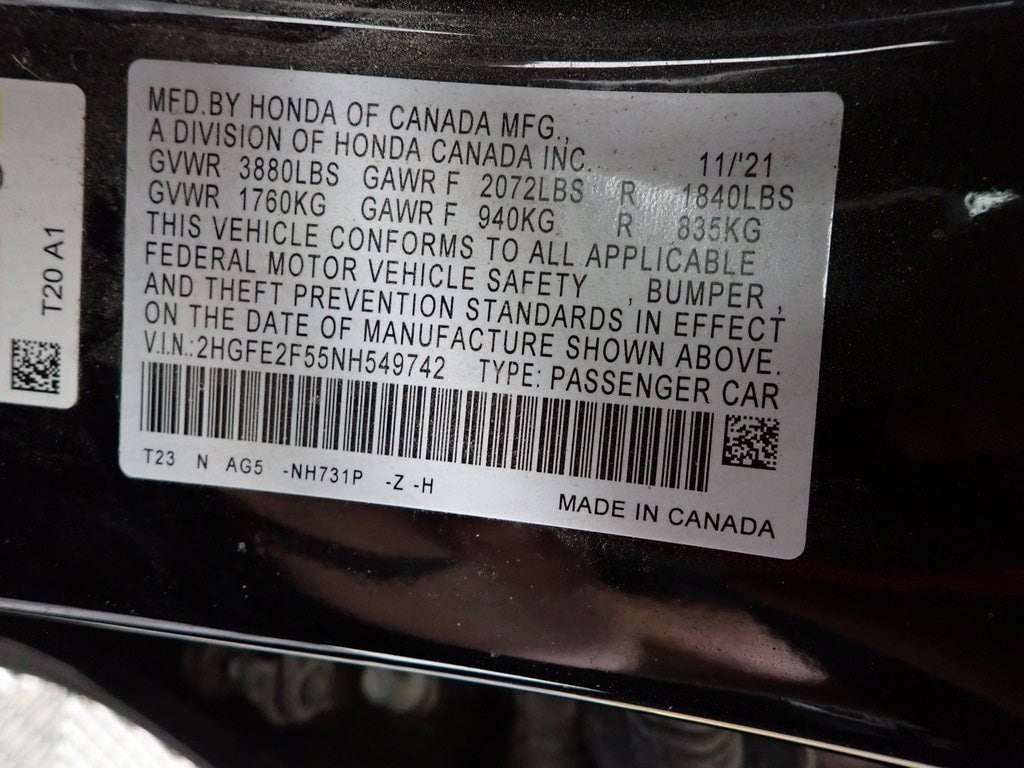 MFD.BY HONDA OF CANADA MFG.,
A DIVISION OF HONDA CANADA INC. 11/'21
GVWR 3880LBS GAWR F 2072LBS R 1840LBS
GVWR 1760KG GAWR F 940KG R 835KG
THIS VEHICLE CONFORMS TO ALL APPLICABLE
FEDERAL MOTOR VEHICLE SAFETY , BUMPER ,
AND THEFT PREVENTION STANDARDS IN EFFECT
ON THE DATE OF MANUFACTURE SHOWN ABOVE.
V.I.N.:2HGFE2F55NH549742 TYPE: PASSENGER CAR
T23 N AG5 -NH731P -Z -H
MADE IN CANADA
T20 A1